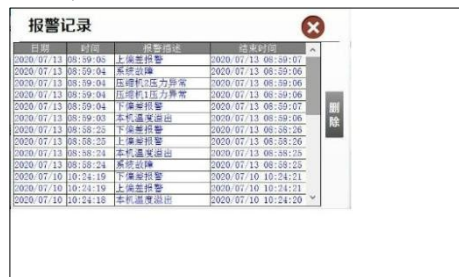 报警记录
日期 时间 报警描述 结束时间
2020/07/13 08:59:05 上偏差报警 2020/07/13 08:59:07
2020/07/13 08:59:04 系统故障 2020/07/13 08:59:06
2020/07/13 08:59:04 压缩机2压力异常 2020/07/13 08:59:06
2020/07/13 08:59:04 压缩机1压力异常 2020/07/13 08:59:06
2020/07/13 08:59:04 下偏差报警 2020/07/13 08:59:07
2020/07/13 08:59:03 本机温度溢出 2020/07/13 08:59:06
2020/07/13 08:58:25 下偏差报警 2020/07/13 08:58:26
2020/07/13 08:58:25 上偏差报警 2020/07/13 08:58:26
2020/07/13 08:58:24 本机温度溢出 2020/07/13 08:58:25
2020/07/13 08:58:24 系统故障 2020/07/13 08:58:25
2020/07/10 10:24:19 下偏差报警 2020/07/10 10:24:21
2020/07/10 10:24:19 上偏差报警 2020/07/10 10:24:21
2020/07/10 10:24:18 本机温度溢出 2020/07/10 10:24:20
删除